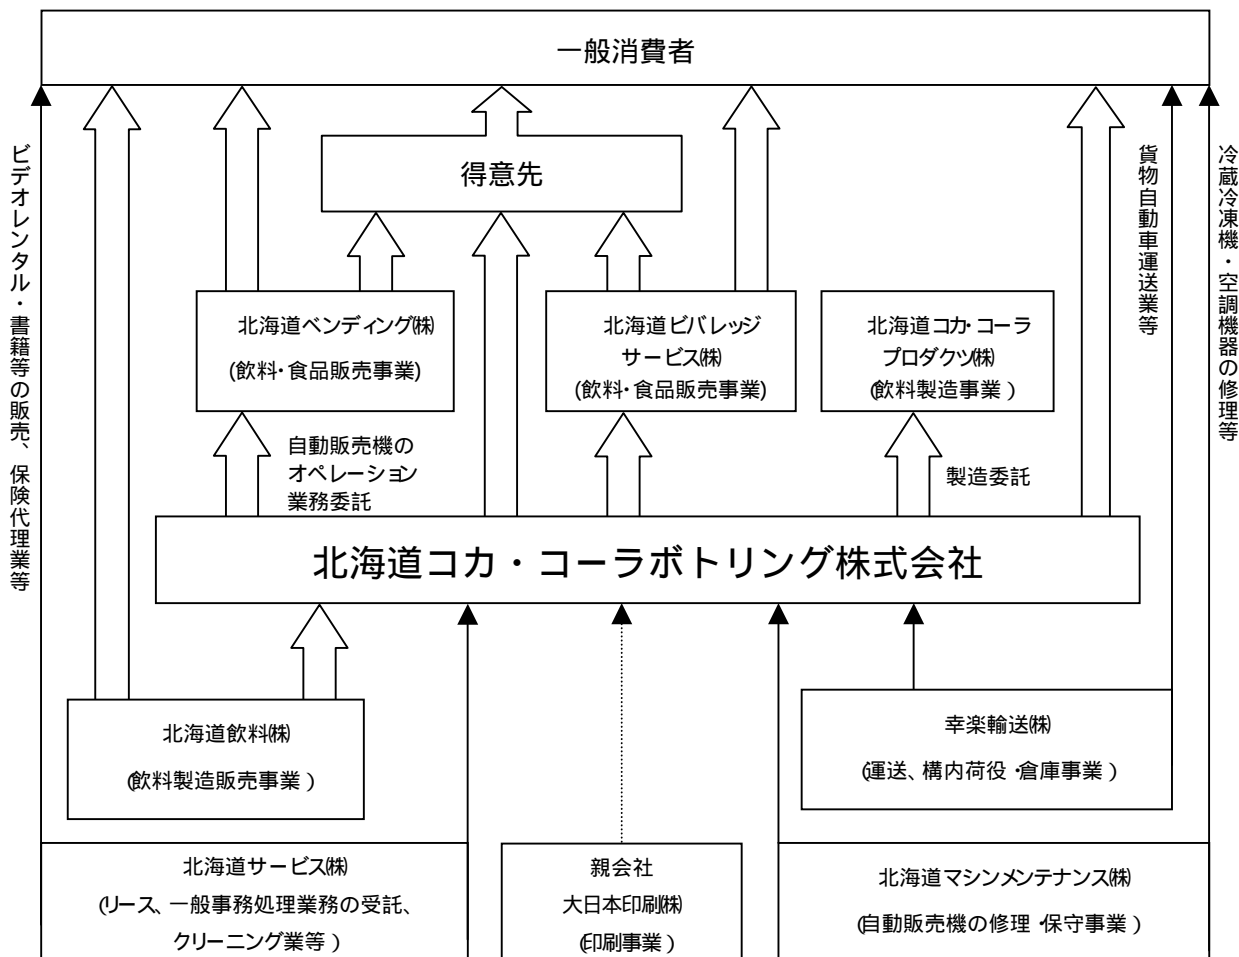 一般消費者
得意先
ビデオレンタル・書籍等の販売、保険代理業等
貨物自動車運送業等
冷蔵冷凍機・空調機器の修理等
北海道ベンディング㈱
(飲料・食品販売事業)
北海道ビバレッジ
サービス㈱
(飲料・食品販売事業)
北海道コカ・コーラ
プロダクツ㈱
(飲料製造事業)
自動販売機の
オペレーション
業務委託
製造委託
北海道コカ・コーラボトリング株式会社
北海道飲料㈱
(飲料製造販売事業)
幸楽輸送㈱
(運送、構内荷役・倉庫事業)
北海道サービス㈱
(リース、一般事務処理業務の受託、
クリーニング業等)
親会社
大日本印刷㈱
(印刷事業)
北海道マシンメンテナンス㈱
(自動販売機の修理・保守事業)